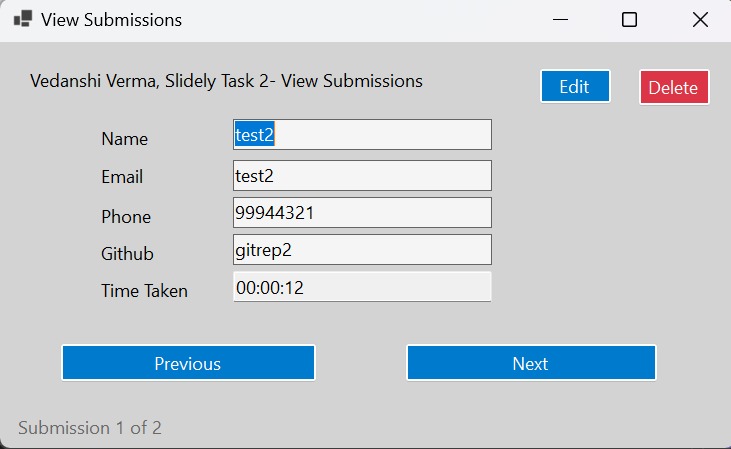 View Submissions
Vedanshi Verma, Slidely Task 2- View Submissions
Edit
Delete
Name
test2
Email
test2
Phone
99944321
Github
gitrep2
Time Taken
00:00:12
Previous
Next
Submission 1 of 2